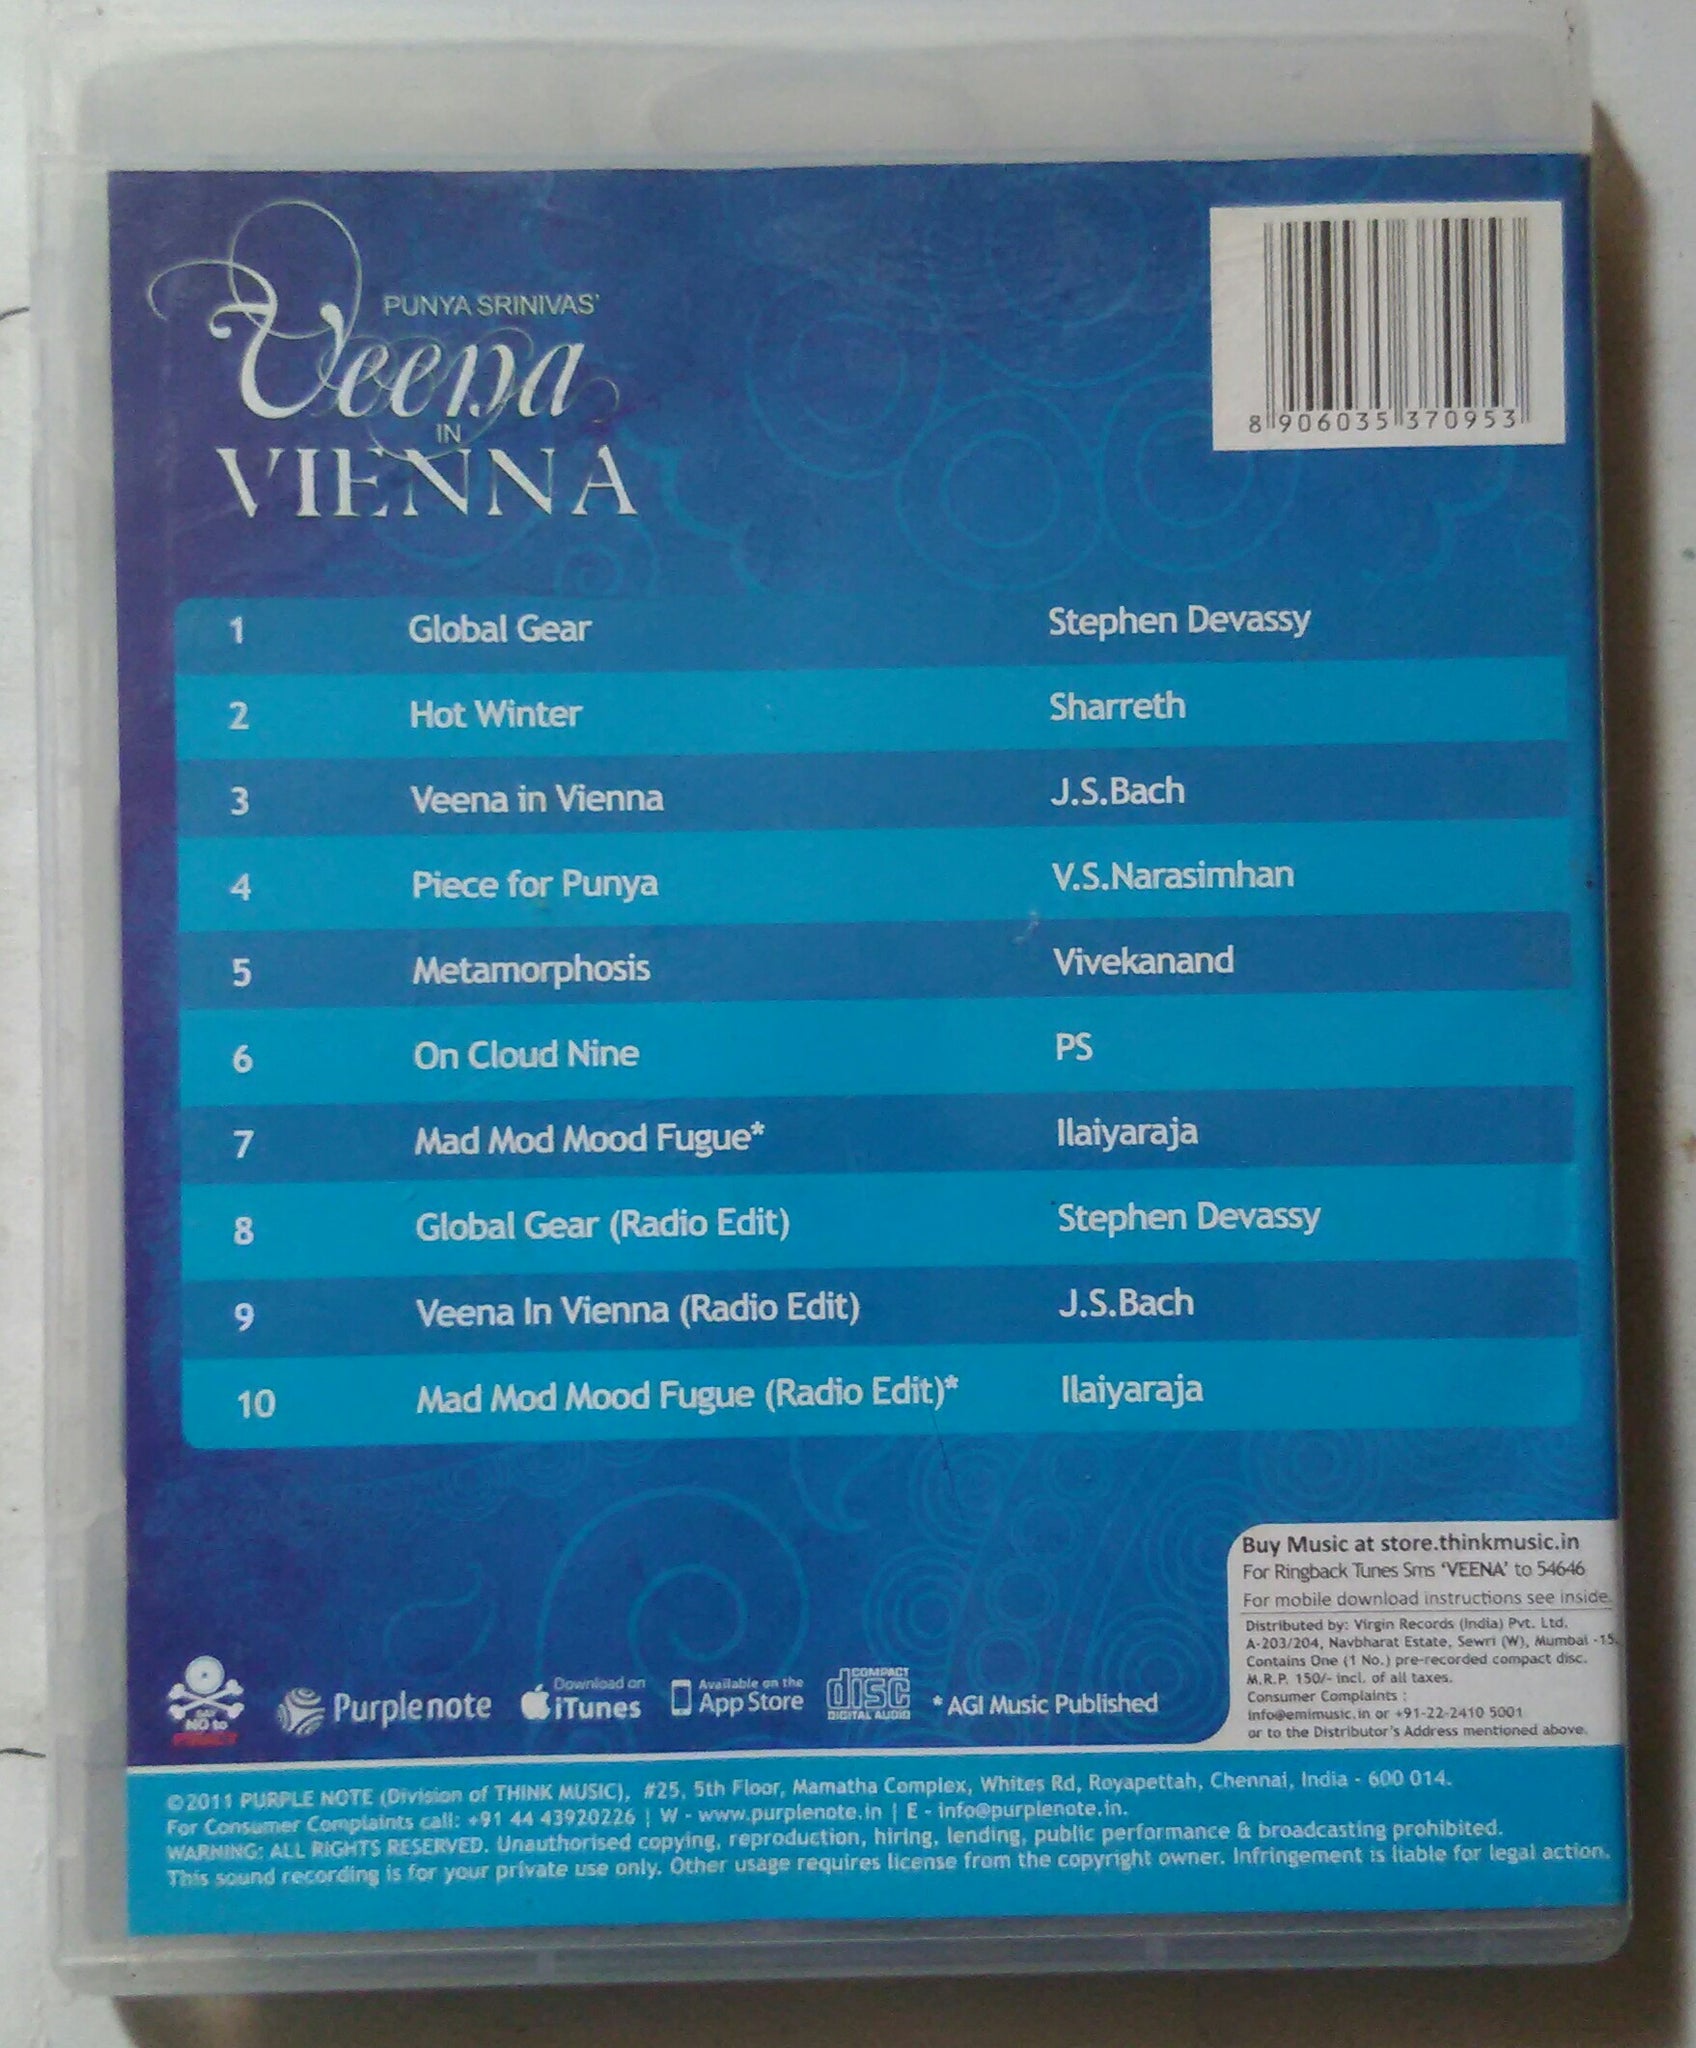 PUNYA SRINIVAS'
Veena
IN
VIENNA
8 906035 370953
1 Global Gear Stephen Devassy
2 Hot Winter Sharreth
3 Veena in Vienna J.S.Bach
4 Piece for Punya V.S.Narasimhan
5 Metamorphosis Vivekanand
6 On Cloud Nine PS
7 Mad Mod Mood Fugue* Ilaiyaraja
8 Global Gear (Radio Edit) Stephen Devassy
9 Veena In Vienna (Radio Edit) J.S.Bach
10 Mad Mod Mood Fugue (Radio Edit)* Ilaiyaraja
Buy Music at store.thinkmusic.in
For Ringback Tunes Sms 'VEENA' to 54646
For mobile download instructions see inside.
Distributed by: Virgin Records (India) Pvt. Ltd.
A-203/204, Navbharat Estate, Sewri (W), Mumbai -15.
Contains One (1 No.) pre-recorded compact disc.
M.R.P. 150/- incl. of all taxes.
Consumer Complaints :
info@emimusic.in or +91-22-2410 5001
or to the Distributor's Address mentioned above.
SAY
NO to
PIRACY
Purplenote
Download on
iTunes
Available on the
App Store
COMPACT
disc
DIGITAL AUDIO
* AGI Music Published
©2011 PURPLE NOTE (Division of THINK MUSIC), #25, 5th Floor, Mamatha Complex, Whites Rd, Royapettah, Chennai, India - 600 014.
For Consumer Complaints call: +91 44 43920226 | W - www.purplenote.in | E - info@purplenote.in.
WARNING: ALL RIGHTS RESERVED. Unauthorised copying, reproduction, hiring, lending, public performance & broadcasting prohibited.
This sound recording is for your private use only. Other usage requires license from the copyright owner. Infringement is liable for legal action.